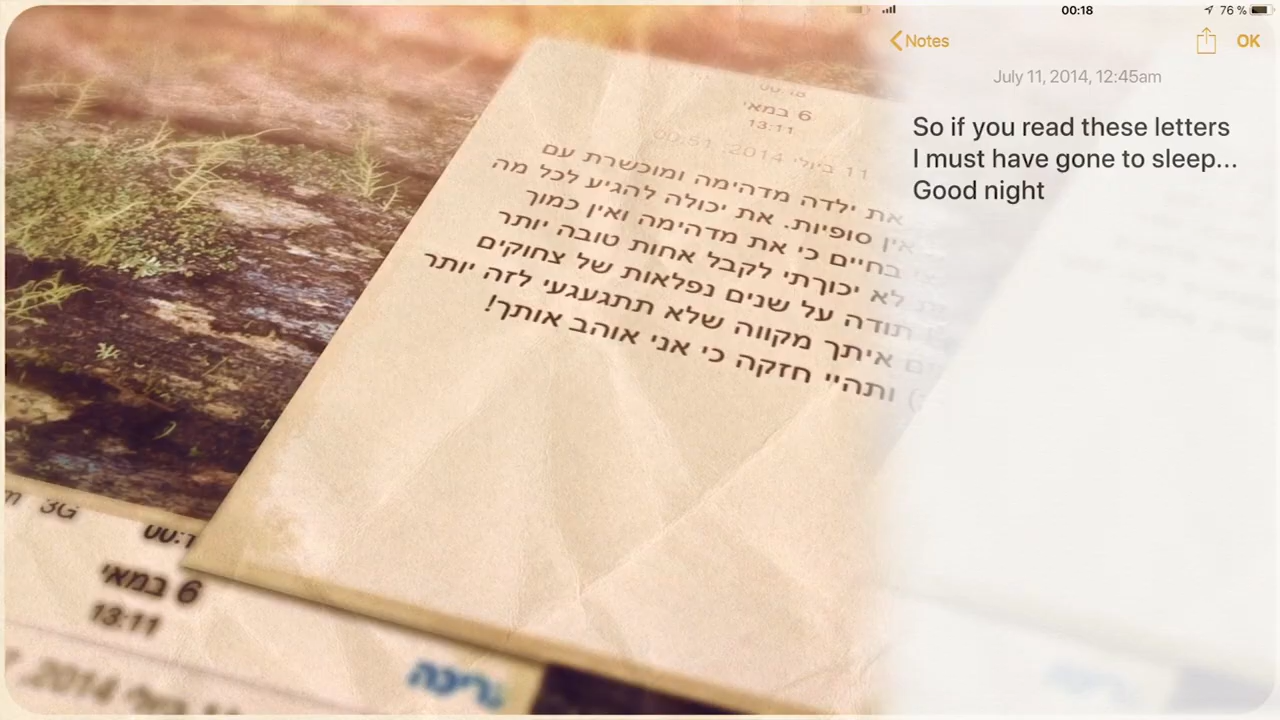 00:18
76 %
Notes
OK
July 11, 2014, 12:45am
So if you read these letters
I must have gone to sleep...
Good night
00:18
6 במאי
13:11
11 ביולי 2014, 00:51
את ילדה מדהימה ומוכשרת עם
אין סופיות. את יכולה להגיע לכל מה
בחיים כי את מדהימה ואין כמוך
לא יכולתי לקבל אחות טובה יותר
תודה על שנים נפלאות של צחוקים
איתך מקווה שלא תתגעגעי לזה יותר
ותהיי חזקה כי אני אוהב אותך!
3G
6 במאי
13:11
2014